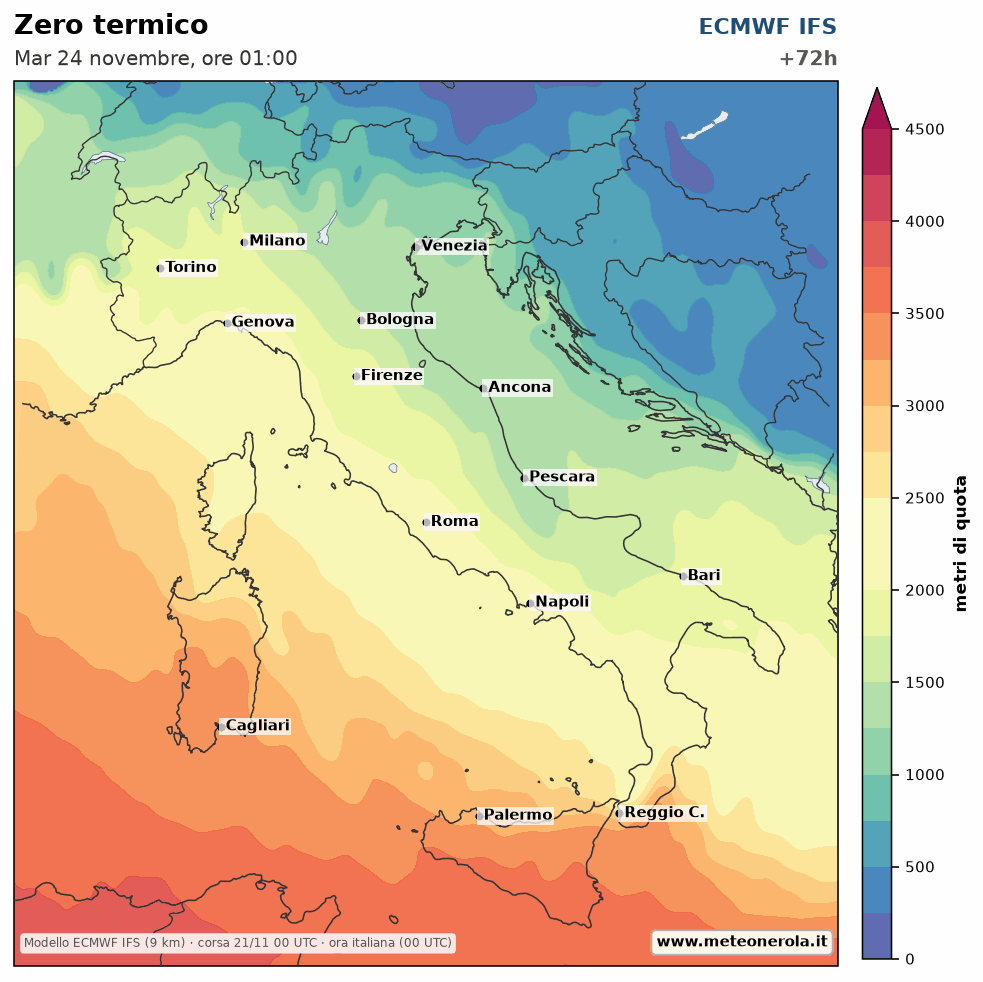 Zero termico
ECMWF IFS
Mar 24 novembre, ore 01:00
+72h
Milano
Venezia
Torino
Genova
Bologna
Firenze
Ancona
Pescara
Roma
Bari
Napoli
Cagliari
Palermo
Reggio C.
4500
4000
3500
3000
2500
2000
1500
1000
500
0
metri di quota
Modello ECMWF IFS (9 km) · corsa 21/11 00 UTC · ora italiana (00 UTC)
www.meteonerola.it